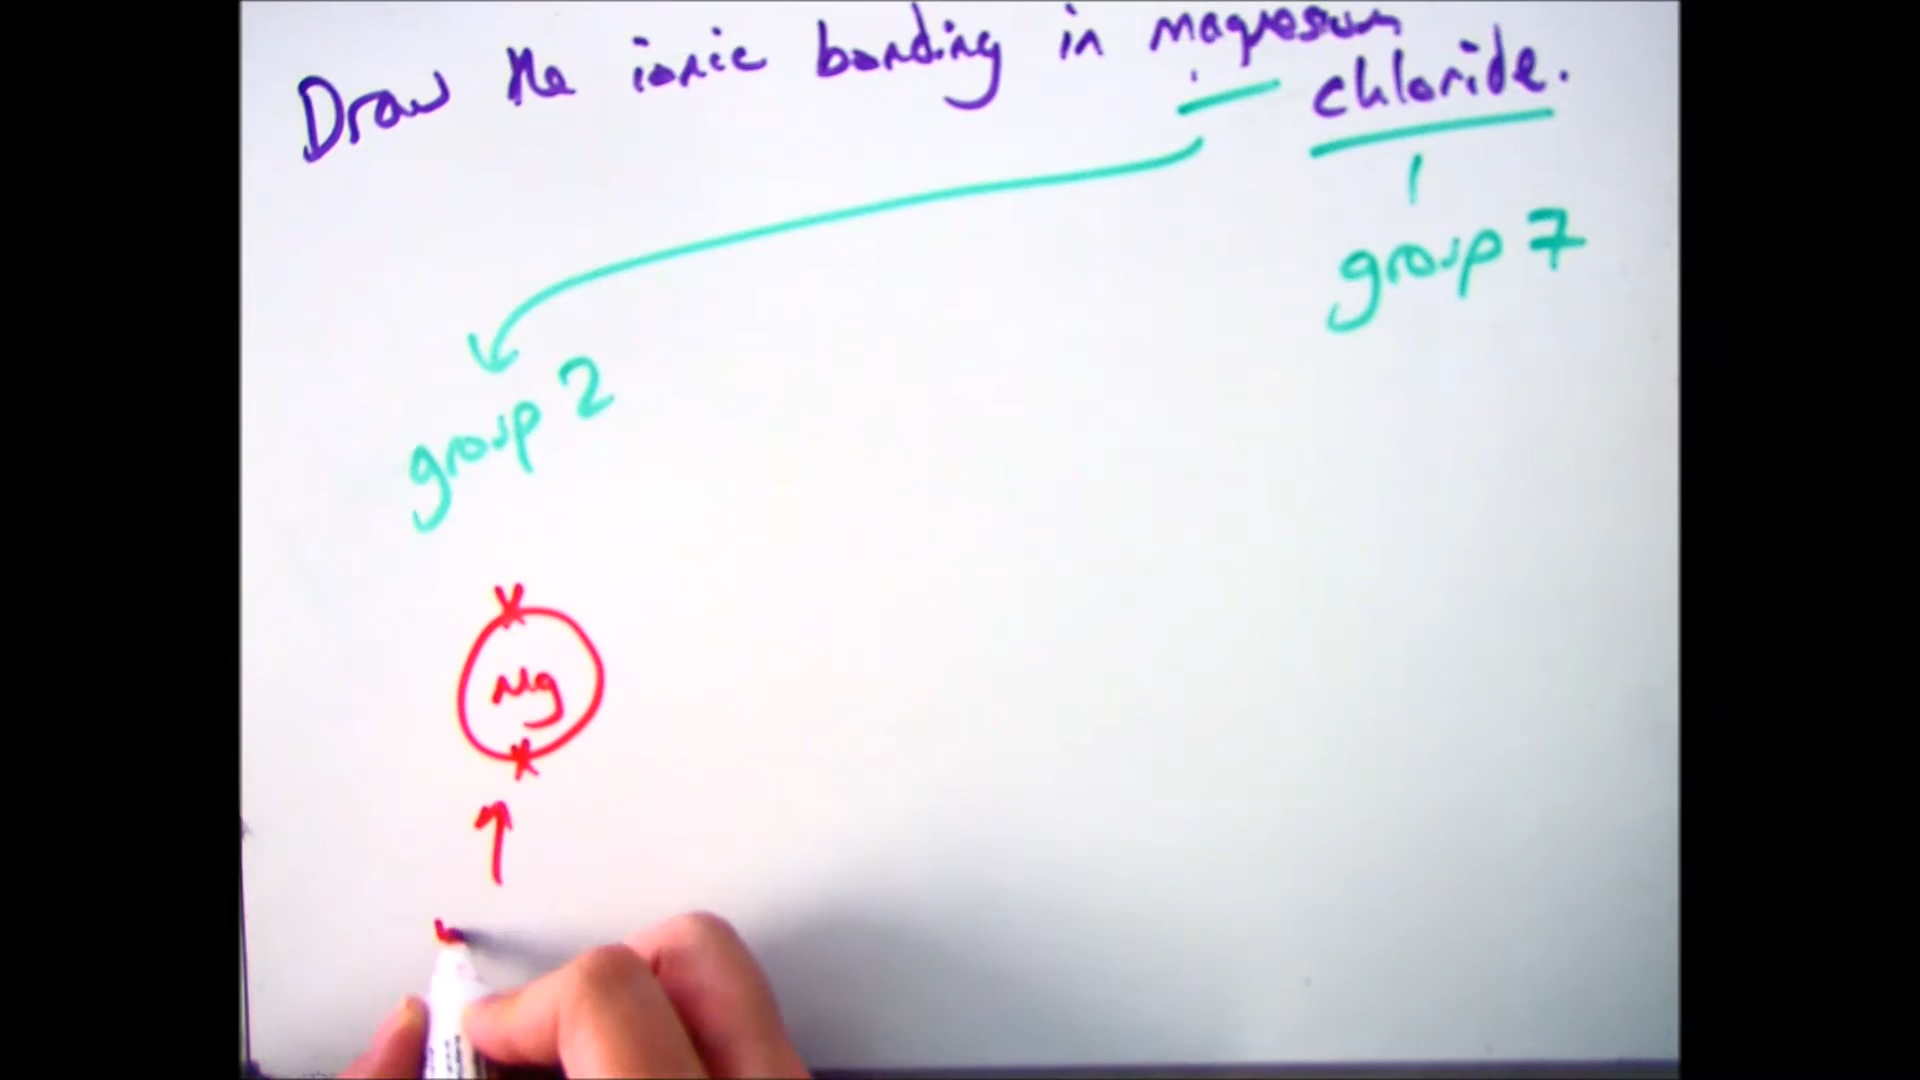 Draw the ionic bonding in magnesium
chloride.
group 7
group 2
Mg